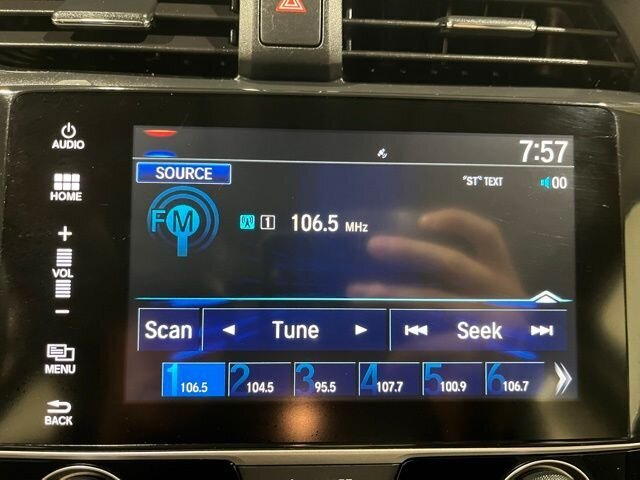 AUDIO
7:57
SOURCE
"ST" TEXT
00
HOME
FM
1
106.5 MHz
+
VOL
−
Scan
Tune
Seek
MENU
1 106.5
2 104.5
3 95.5
4 107.7
5 100.9
6 106.7
BACK